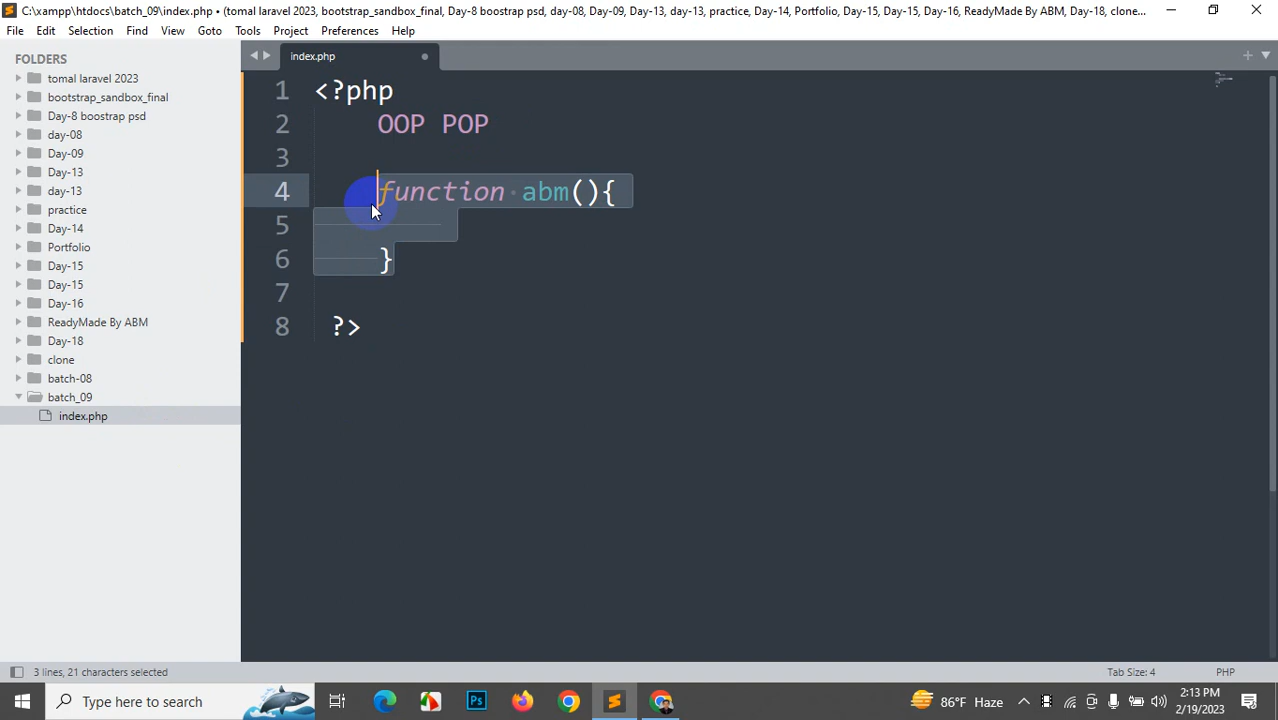 C:\xampp\htdocs\batch_09\index.php • (tomal laravel 2023, bootstrap_sandbox_final, Day-8 boostrap psd, day-08, Day-09, Day-13, day-13, practice, Day-14, Portfolio, Day-15, Day-15, Day-16, ReadyMade By ABM, Day-18, clone...
File Edit Selection Find View Goto Tools Project Preferences Help
FOLDERS
tomal laravel 2023
bootstrap_sandbox_final
Day-8 boostrap psd
day-08
Day-09
Day-13
day-13
practice
Day-14
Portfolio
Day-15
Day-15
Day-16
ReadyMade By ABM
Day-18
clone
batch-08
batch_09
index.php
index.php
1 <?php
2 OOP POP
3
4 function abm(){
5
6 }
7
8 ?>
3 lines, 21 characters selected
Tab Size: 4 PHP
Type here to search
Ps
86°F Haze
2:13 PM
2/19/2023